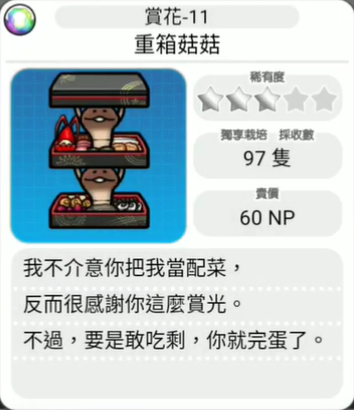 賞花-11
重箱菇菇
稀有度
獨享栽培 採收數
97 隻
賣價
60 NP
我不介意你把我當配菜，
反而很感謝你這麼賞光。
不過，要是敢吃剩，你就完蛋了。